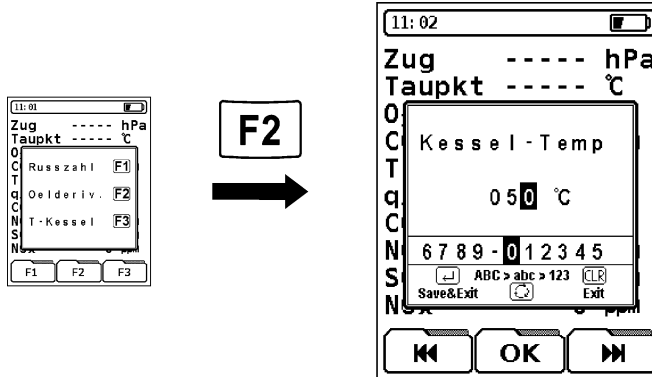 11:01
Zug ----- hPa
Taupkt ----- °C
O
C
T
q
C
N
S
N
Russzahl F1
Oelderiv. F2
T-Kessel F3
F1 F2 F3
F2
11:02
Zug ----- hPa
Taupkt ----- °C
O
C
T
q
C
N
S
Kessel-Temp
050 °C
6789-012345
ABC > abc > 123 CLR
Save&Exit Exit
OK